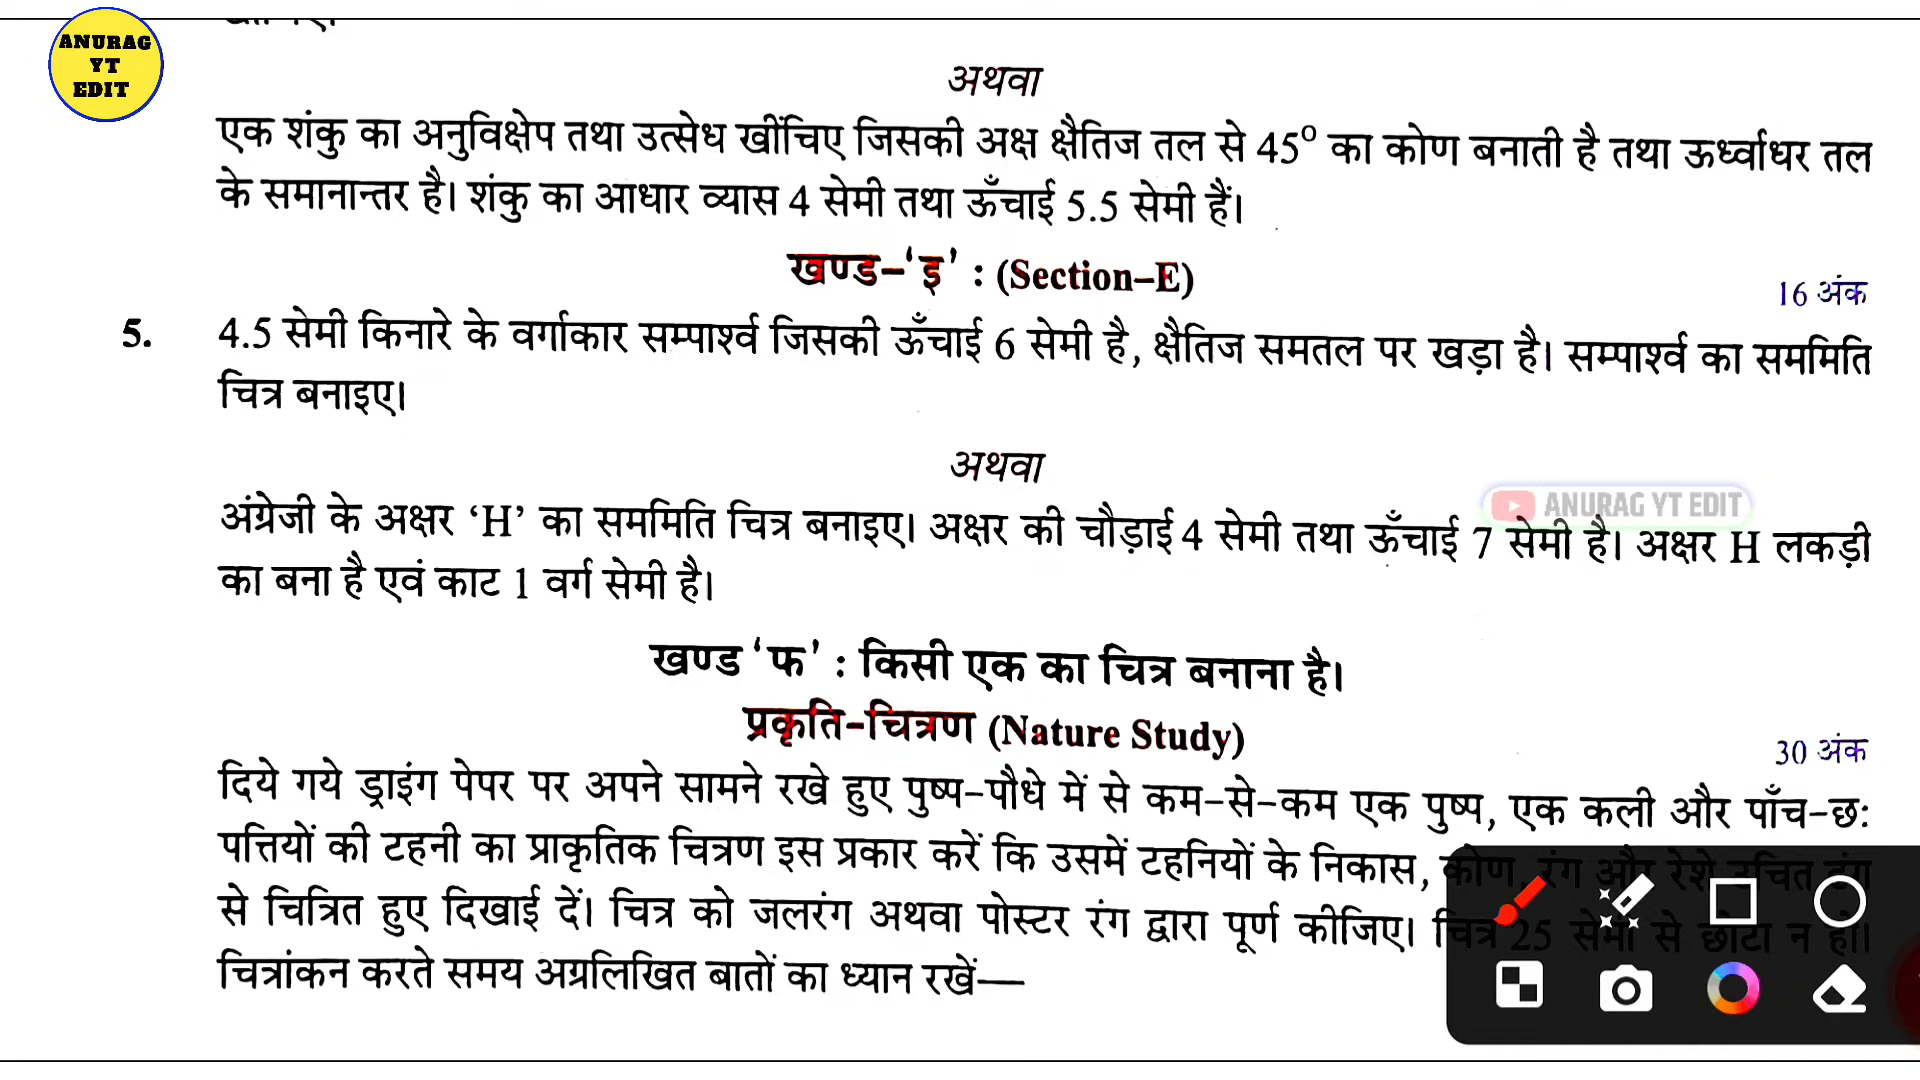 ANURAG
YT
EDIT
अथवा
एक शंकु का अनुविक्षेप तथा उत्सेध खींचिए जिसकी अक्ष क्षैतिज तल से 45° का कोण बनाती है तथा ऊर्ध्वाधर तल
के समानान्तर है। शंकु का आधार व्यास 4 सेमी तथा ऊँचाई 5.5 सेमी हैं।
खण्ड–‘इ’ : (Section–E)
16 अंक
5. 4.5 सेमी किनारे के वर्गाकार सम्पार्श्व जिसकी ऊँचाई 6 सेमी है, क्षैतिज समतल पर खड़ा है। सम्पार्श्व का सममिति
चित्र बनाइए।
अथवा
ANURAG YT EDIT
अंग्रेजी के अक्षर ‘H’ का सममिति चित्र बनाइए। अक्षर की चौड़ाई 4 सेमी तथा ऊँचाई 7 सेमी है। अक्षर H लकड़ी
का बना है एवं काट 1 वर्ग सेमी है।
खण्ड ‘फ’ : किसी एक का चित्र बनाना है।
प्रकृति–चित्रण (Nature Study)
30 अंक
दिये गये ड्राइंग पेपर पर अपने सामने रखे हुए पुष्प–पौधे में से कम–से–कम एक पुष्प, एक कली और पाँच–छः
पत्तियों की टहनी का प्राकृतिक चित्रण इस प्रकार करें कि उसमें टहनियों के निकास, कोण, रंग और रेशे उचित ढंग
से चित्रित हुए दिखाई दें। चित्र को जलरंग अथवा पोस्टर रंग द्वारा पूर्ण कीजिए। चित्र 25 सेमी से छोटा न हो।
चित्रांकन करते समय अग्रलिखित बातों का ध्यान रखें—